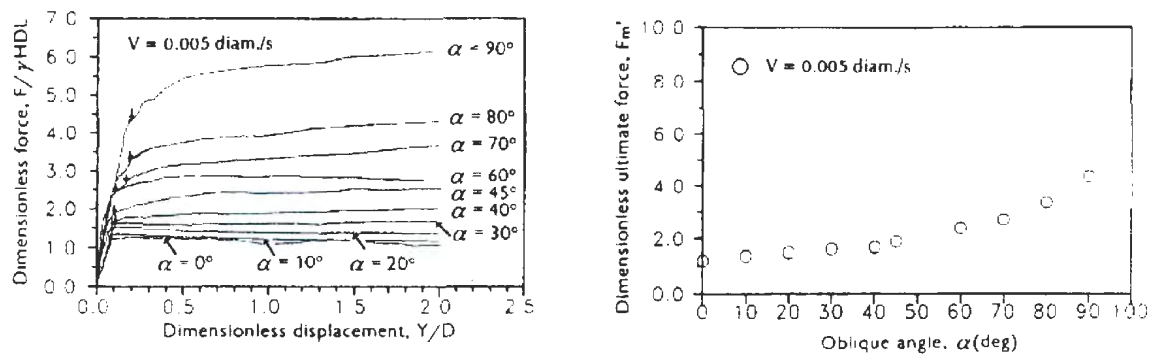 Dimensionless force, F/γHDL
7.0
6.0
5.0
4.0
3.0
2.0
1.0
0.0
V = 0.005 diam./s
α = 90°
α = 80°
α = 70°
α = 60°
α = 45°
α = 40°
α = 30°
α = 0°
α = 10°
α = 20°
0.0 0.5 1.0 1.5 2.0 2.5
Dimensionless displacement, Y/D
Dimensionless ultimate force, Fm'
10.0
8.0
6.0
4.0
2.0
0.0
V = 0.005 diam./s
0 10 20 30 40 50 60 70 80 90 100
Oblique angle, α(deg)